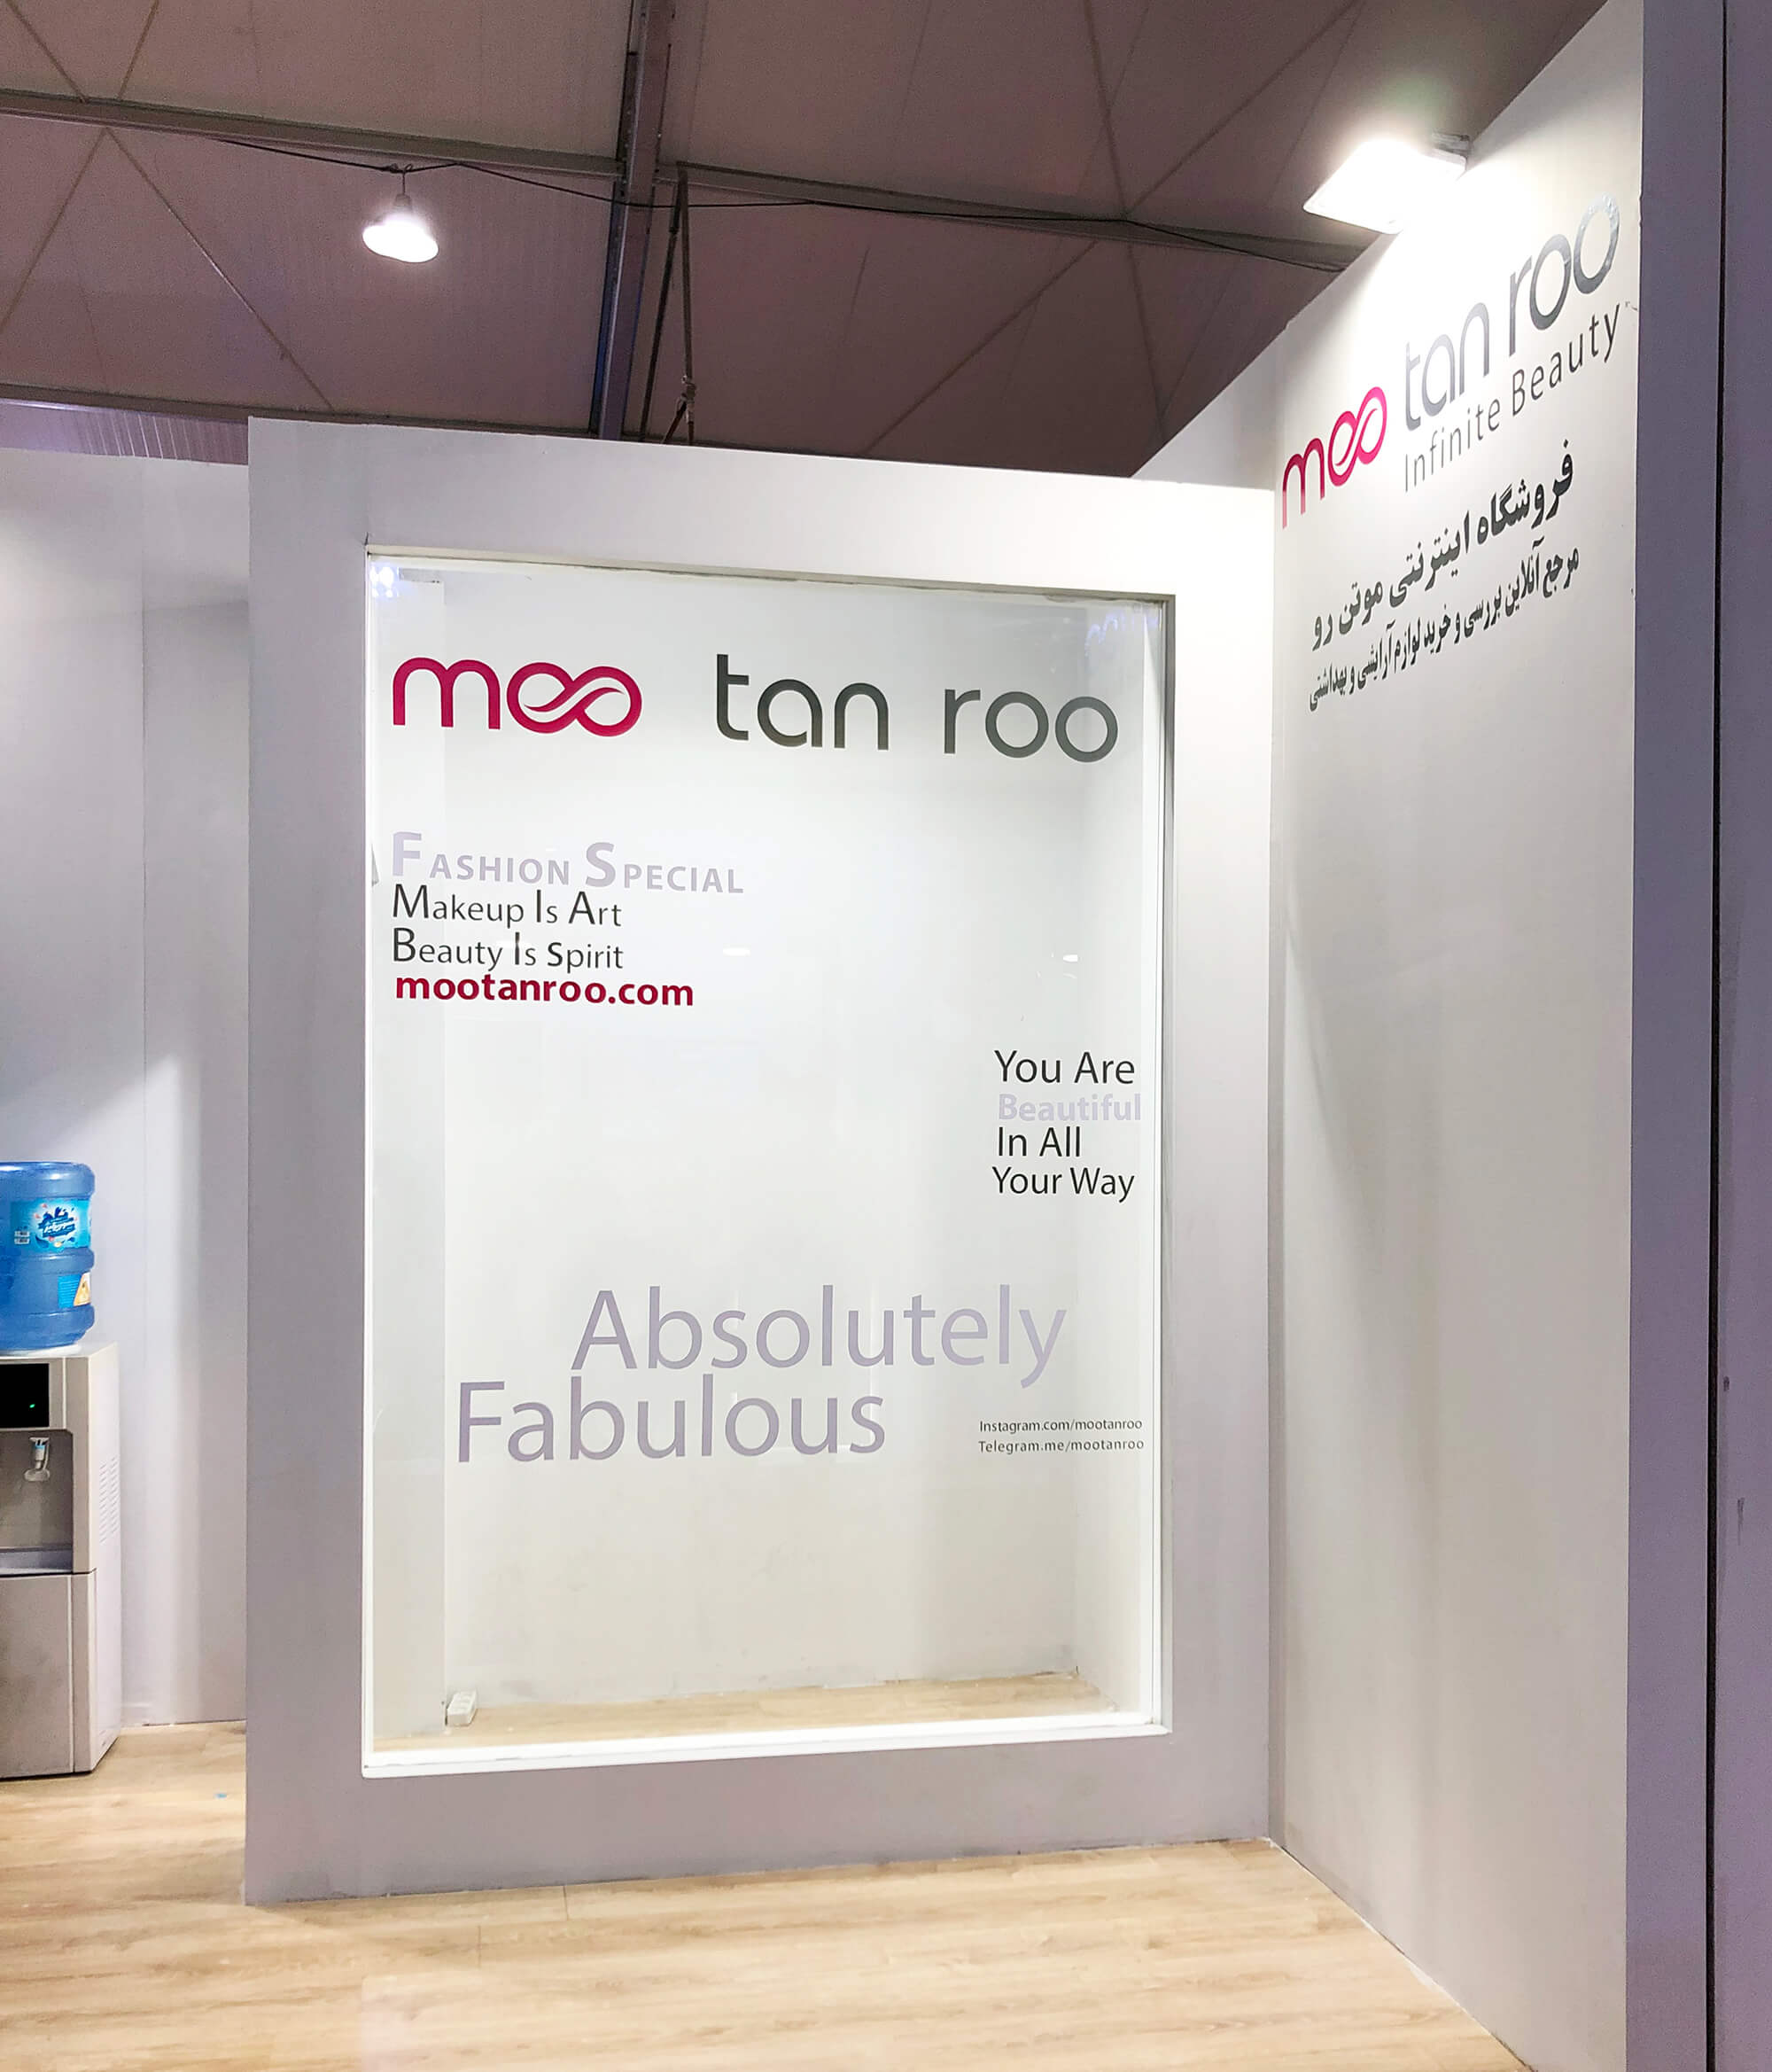 moo tan roo
Fashion Special
Makeup Is Art
Beauty Is Spirit
mootanroo.com
You Are
Beautiful
In All
Your Way
Absolutely
Fabulous
Instagram.com/mootanroo
Telegram.me/mootanroo
moo tan roo
Infinite Beauty
فروشگاه اینترنتی موتن رو
مرجع آنلاین بررسی و خرید لوازم آرایشی و بهداشتی